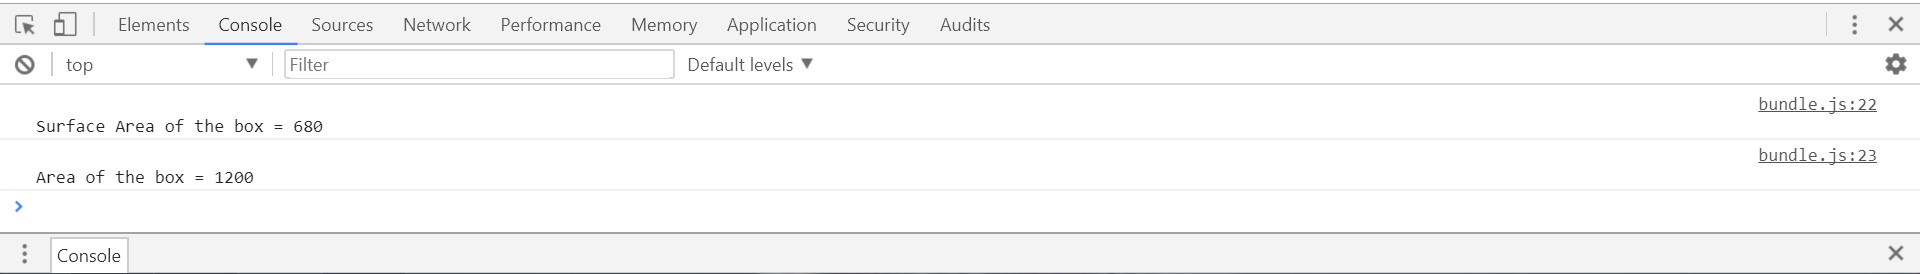 Elements Console Sources Network Performance Memory Application Security Audits
top Filter Default levels
bundle.js:22
Surface Area of the box = 680
bundle.js:23
Area of the box = 1200
Console